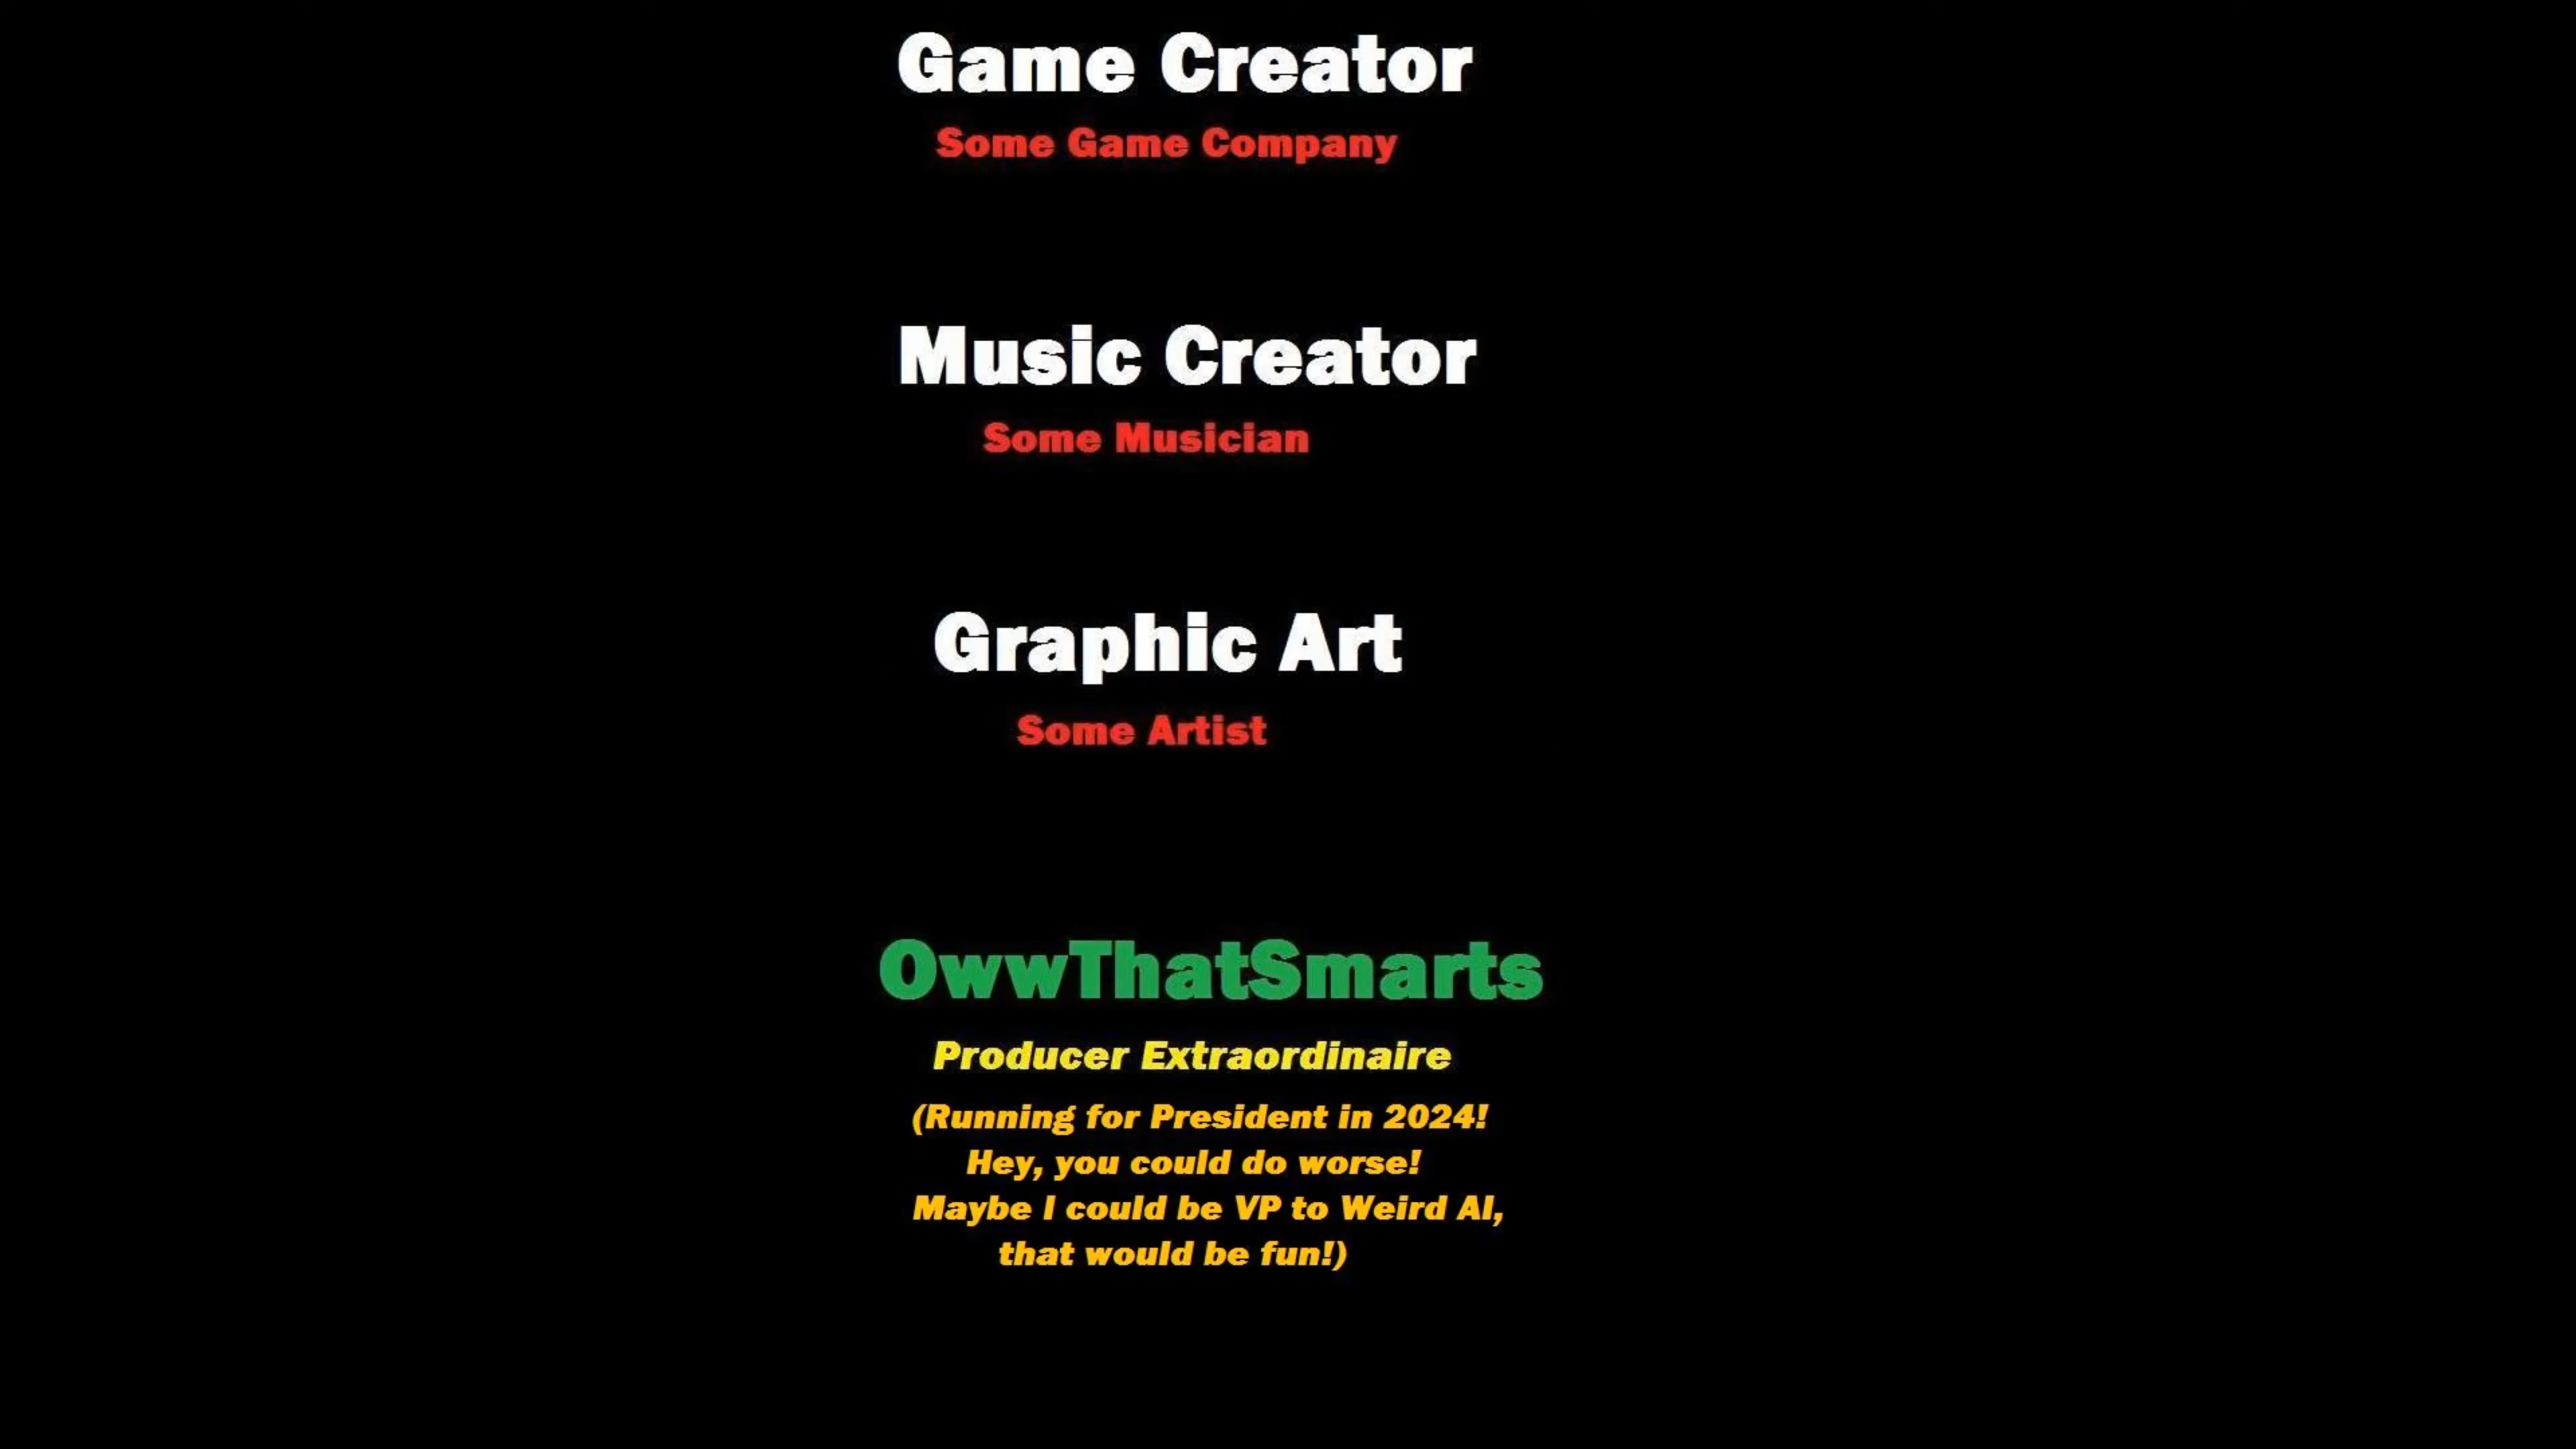 Game Creator
Some Game Company
Music Creator
Some Musician
Graphic Art
Some Artist
OwwThatSmarts
Producer Extraordinaire
(Running for President in 2024!
Hey, you could do worse!
Maybe I could be VP to Weird Al,
that would be fun!)